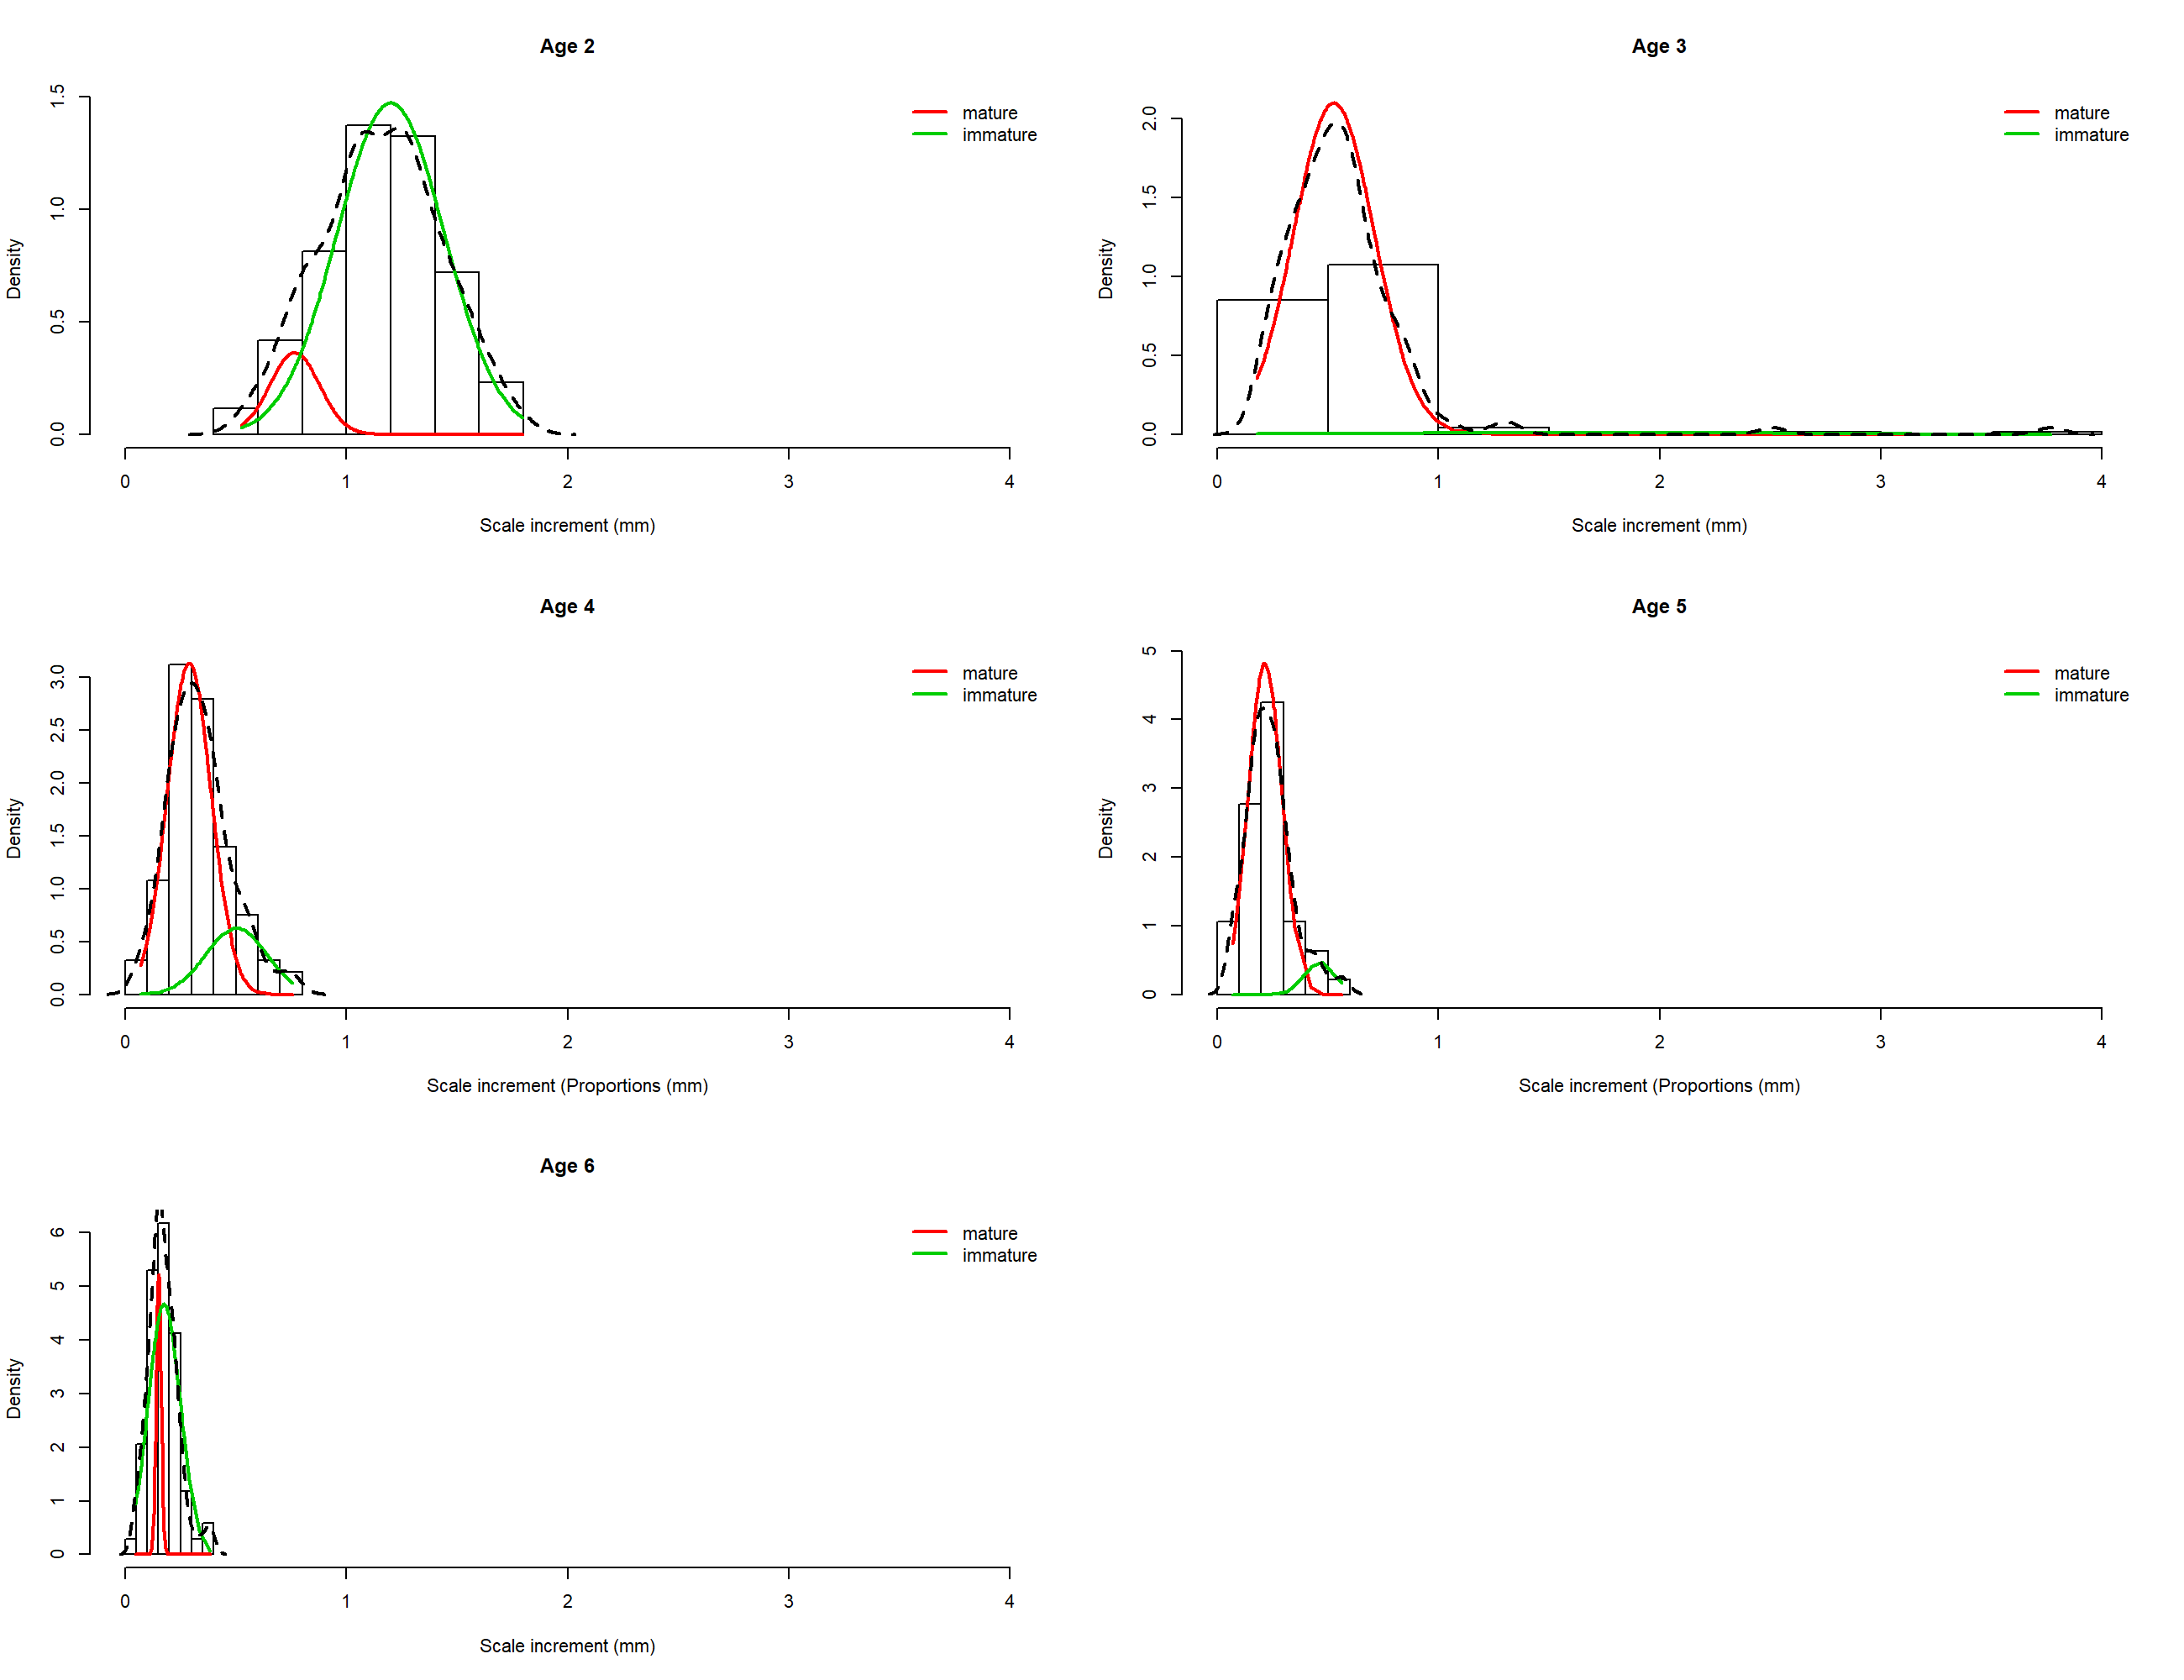 Age 2
1.5
1.0
0.5
0.0
Density
mature
immature
0 1 2 3 4
Scale increment (mm)
Age 3
2.0
1.5
1.0
0.5
0.0
Density
mature
immature
0 1 2 3 4
Scale increment (mm)
Age 4
3.0
2.5
2.0
1.5
1.0
0.5
0.0
Density
mature
immature
0 1 2 3 4
Scale increment (Proportions (mm)
Age 5
5
4
3
2
1
0
Density
mature
immature
0 1 2 3 4
Scale increment (Proportions (mm)
Age 6
6
5
4
3
2
1
0
Density
mature
immature
0 1 2 3 4
Scale increment (mm)